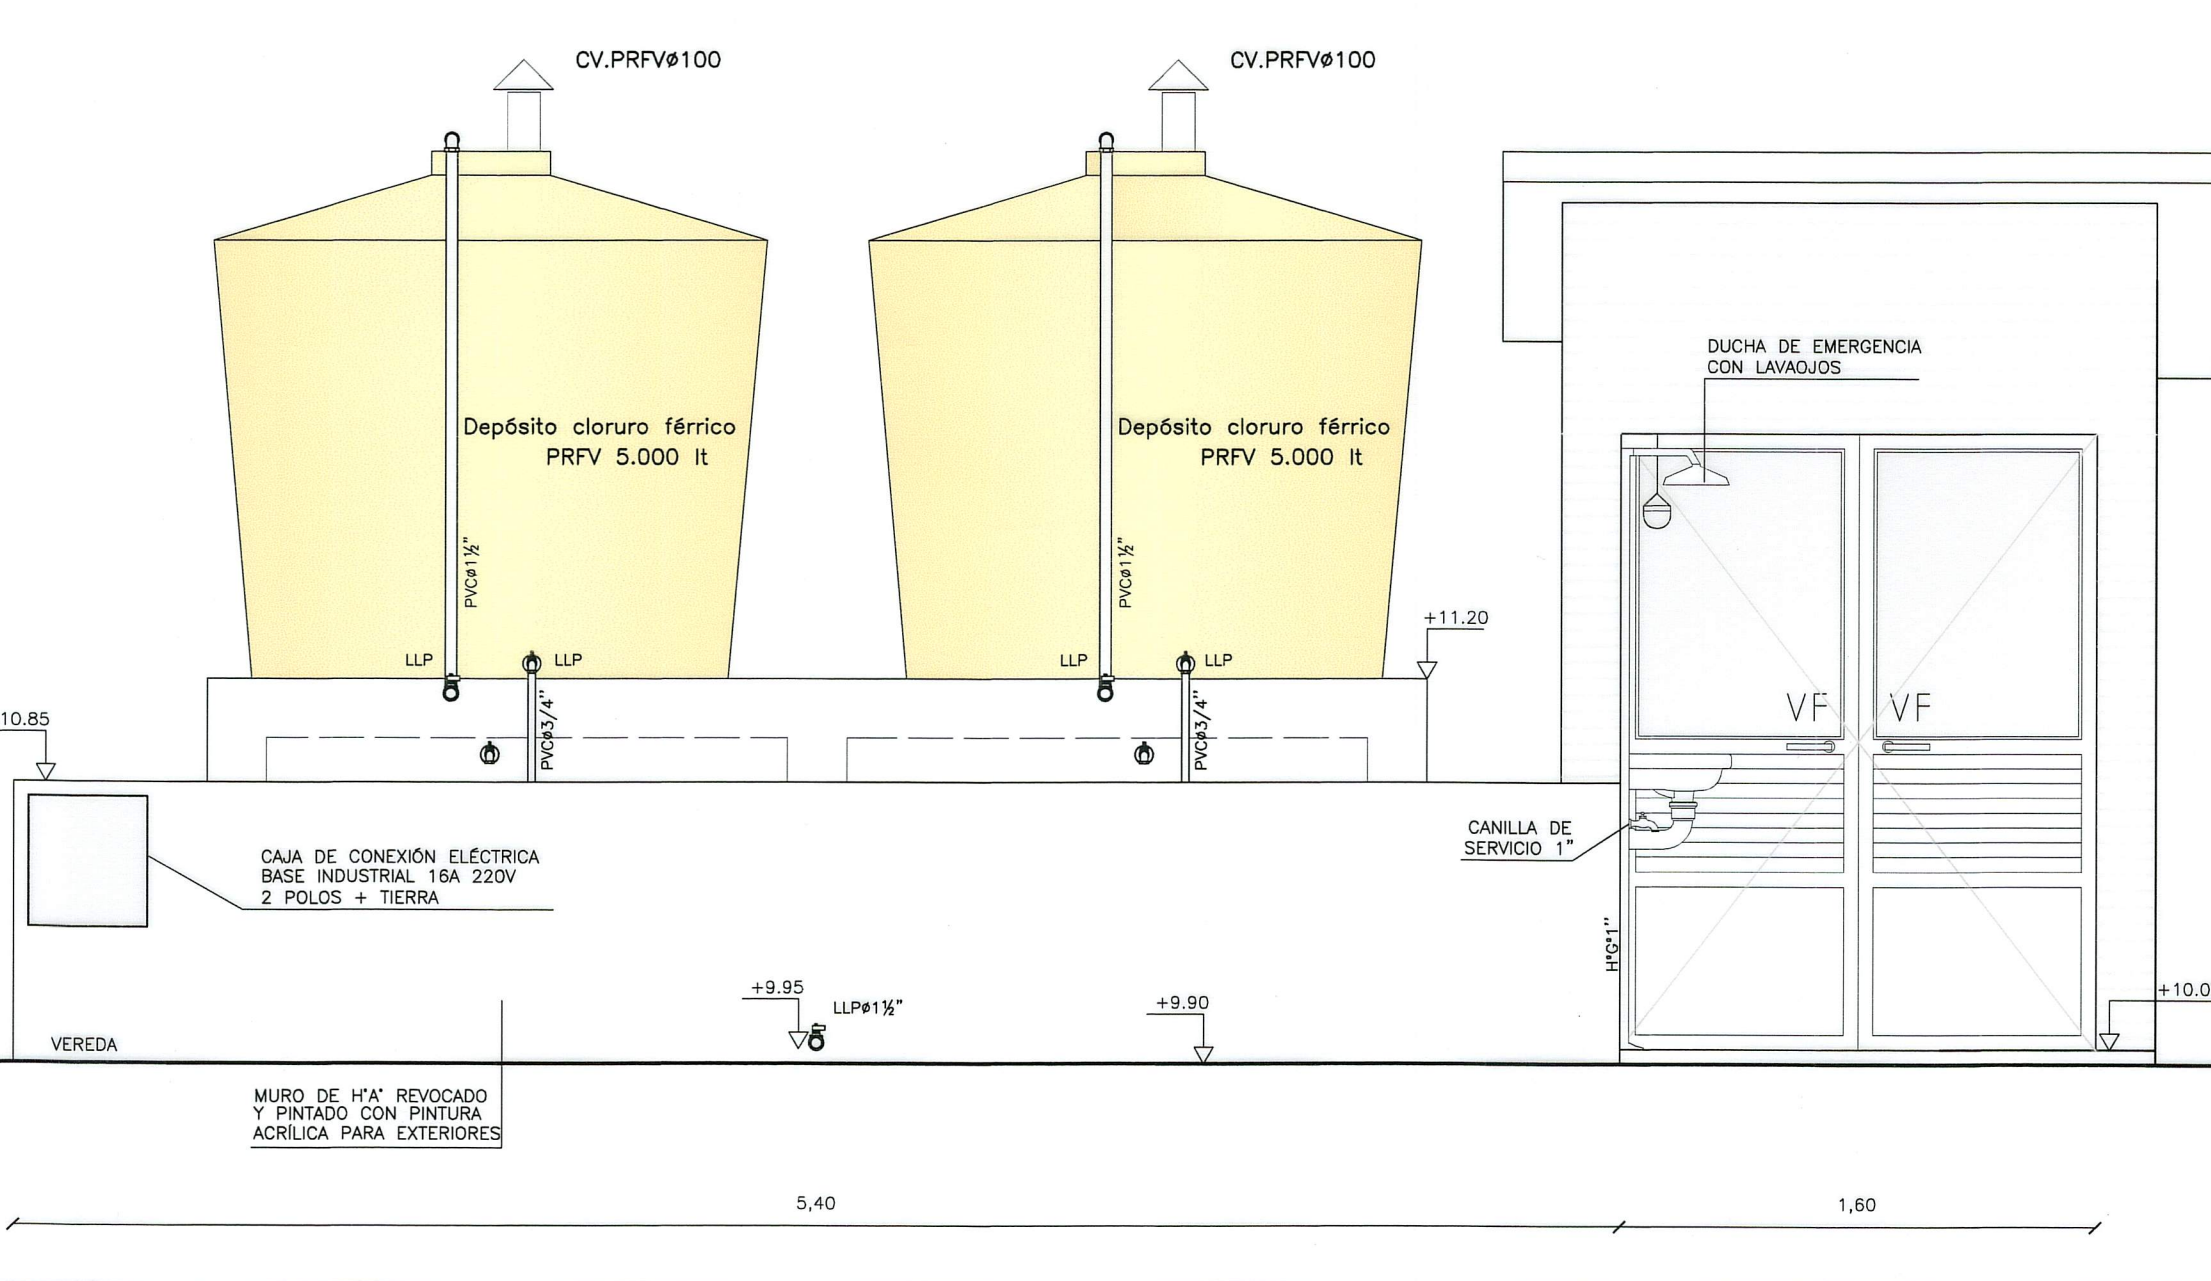 CV.PRFVø100
CV.PRFVø100
DUCHA DE EMERGENCIA
CON LAVAOJOS
Depósito cloruro férrico
PRFV 5.000 lt
Depósito cloruro férrico
PRFV 5.000 lt
PVCø1½"
PVCø1½"
+11.20
LLP
LLP
LLP
LLP
PVCø3/4"
PVCø3/4"
VF
VF
10.85
CANILLA DE
SERVICIO 1"
CAJA DE CONEXIÓN ELÉCTRICA
BASE INDUSTRIAL 16A 220V
2 POLOS + TIERRA
HºGº1"
+9.95
LLPø1½"
+9.90
+10.0
VEREDA
MURO DE HºAº REVOCADO
Y PINTADO CON PINTURA
ACRÍLICA PARA EXTERIORES
5,40
1,60